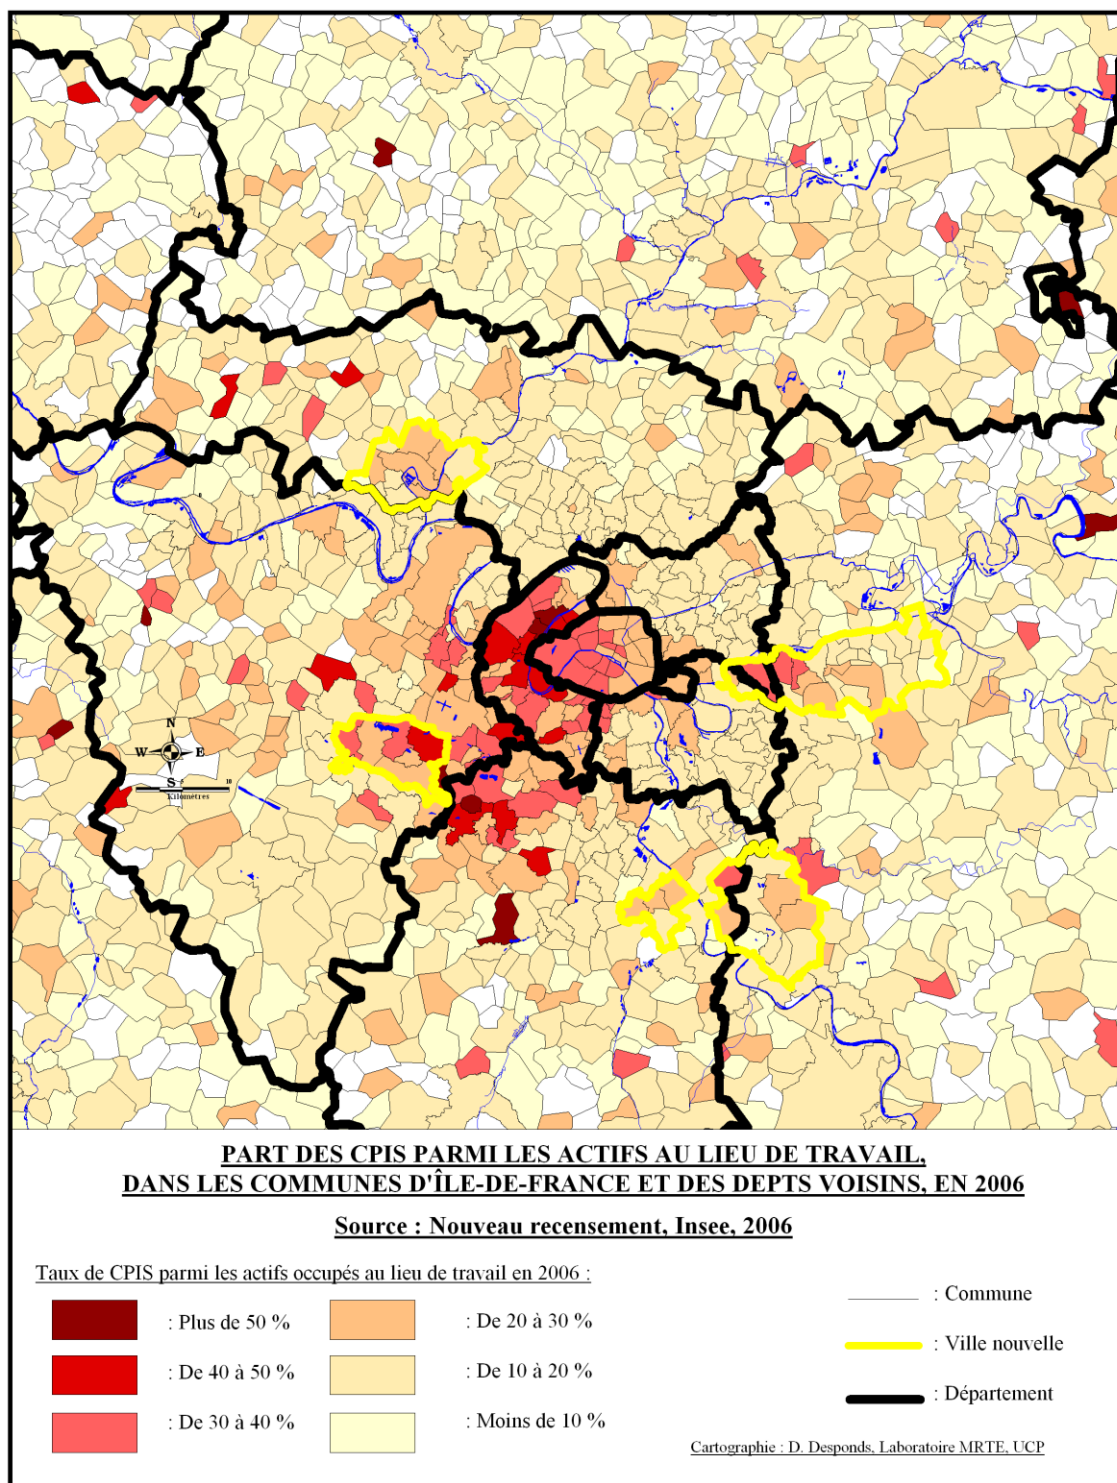 N
W E
S
5 10
Kilomètres
PART DES CPIS PARMI LES ACTIFS AU LIEU DE TRAVAIL,
DANS LES COMMUNES D'ÎLE-DE-FRANCE ET DES DEPTS VOISINS, EN 2006
Source : Nouveau recensement, Insee, 2006
Taux de CPIS parmi les actifs occupés au lieu de travail en 2006 :
: Plus de 50 %
: De 40 à 50 %
: De 30 à 40 %
: De 20 à 30 %
: De 10 à 20 %
: Moins de 10 %
: Commune
: Ville nouvelle
: Département
Cartographie : D. Desponds, Laboratoire MRTE, UCP